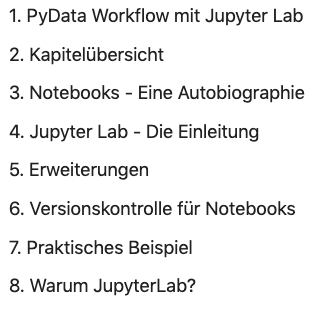 1. PyData Workflow mit Jupyter Lab
2. Kapitelübersicht
3. Notebooks - Eine Autobiographie
4. Jupyter Lab - Die Einleitung
5. Erweiterungen
6. Versionskontrolle für Notebooks
7. Praktisches Beispiel
8. Warum JupyterLab?